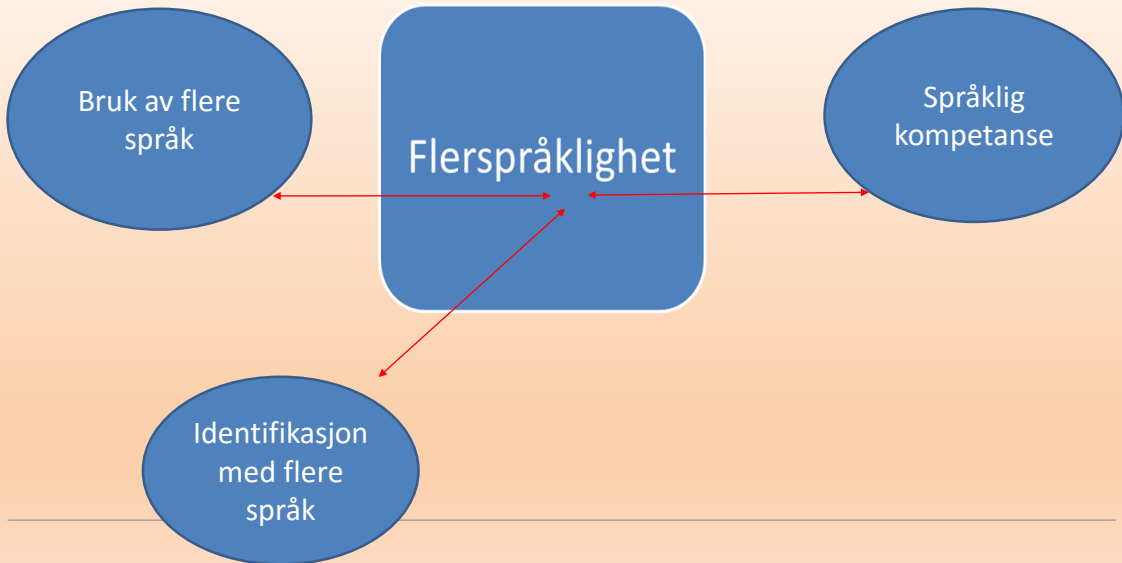 Bruk av flere
språk
Flerspråklighet
Språklig
kompetanse
Identifikasjon
med flere
språk